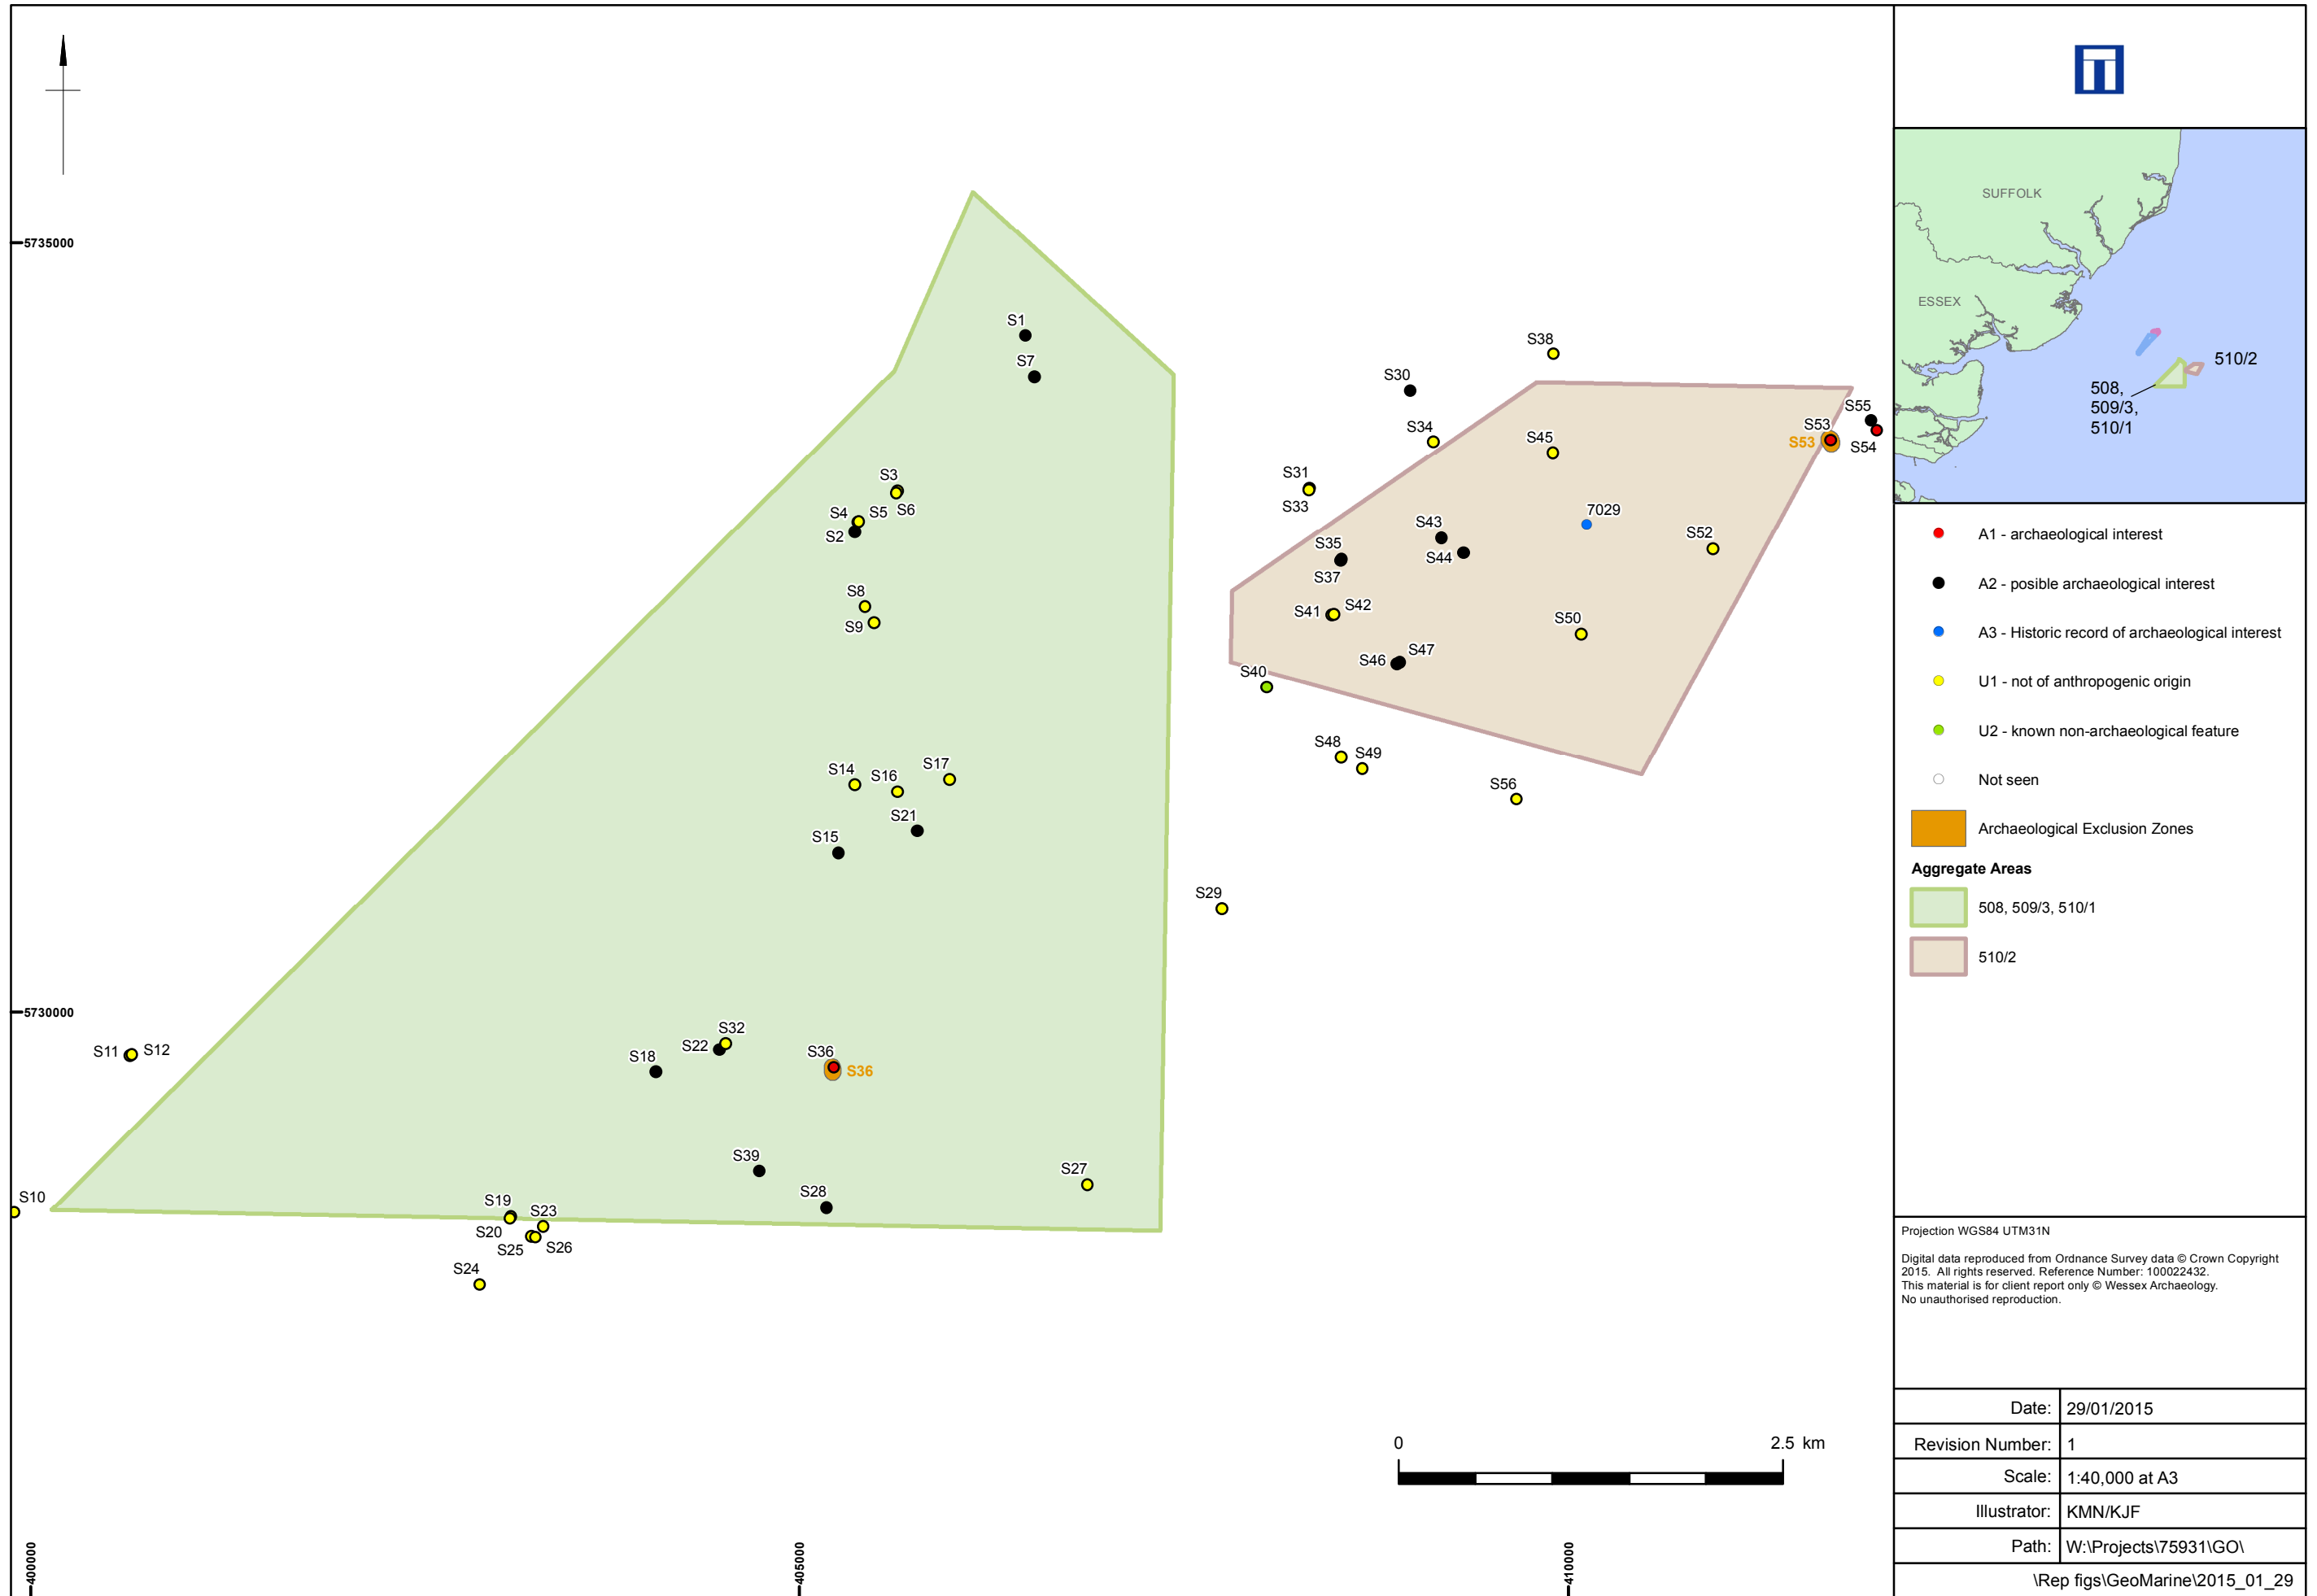 5735000
5730000
400000
405000
410000
S1
S7
S3
S6
S4
S5
S2
S8
S9
S14
S16
S17
S21
S15
S11
S12
S32
S22
S18
S36
S36
S39
S28
S27
S10
S19
S23
S20
S25
S26
S24
S38
S30
S34
S45
S55
S53
S53
S54
S31
S33
7029
S43
S44
S52
S35
S37
S41
S42
S50
S46
S47
S40
S48
S49
S56
S29
0
2.5 km
SUFFOLK
ESSEX
510/2
508,
509/3,
510/1
A1 - archaeological interest
A2 - posible archaeological interest
A3 - Historic record of archaeological interest
U1 - not of anthropogenic origin
U2 - known non-archaeological feature
Not seen
Archaeological Exclusion Zones
Aggregate Areas
508, 509/3, 510/1
510/2
Projection WGS84 UTM31N
Digital data reproduced from Ordnance Survey data © Crown Copyright
2015. All rights reserved. Reference Number: 100022432.
This material is for client report only © Wessex Archaeology.
No unauthorised reproduction.
Date: 29/01/2015
Revision Number: 1
Scale: 1:40,000 at A3
Illustrator: KMN/KJF
Path: W:\Projects\75931\GO\
\Rep figs\GeoMarine\2015_01_29